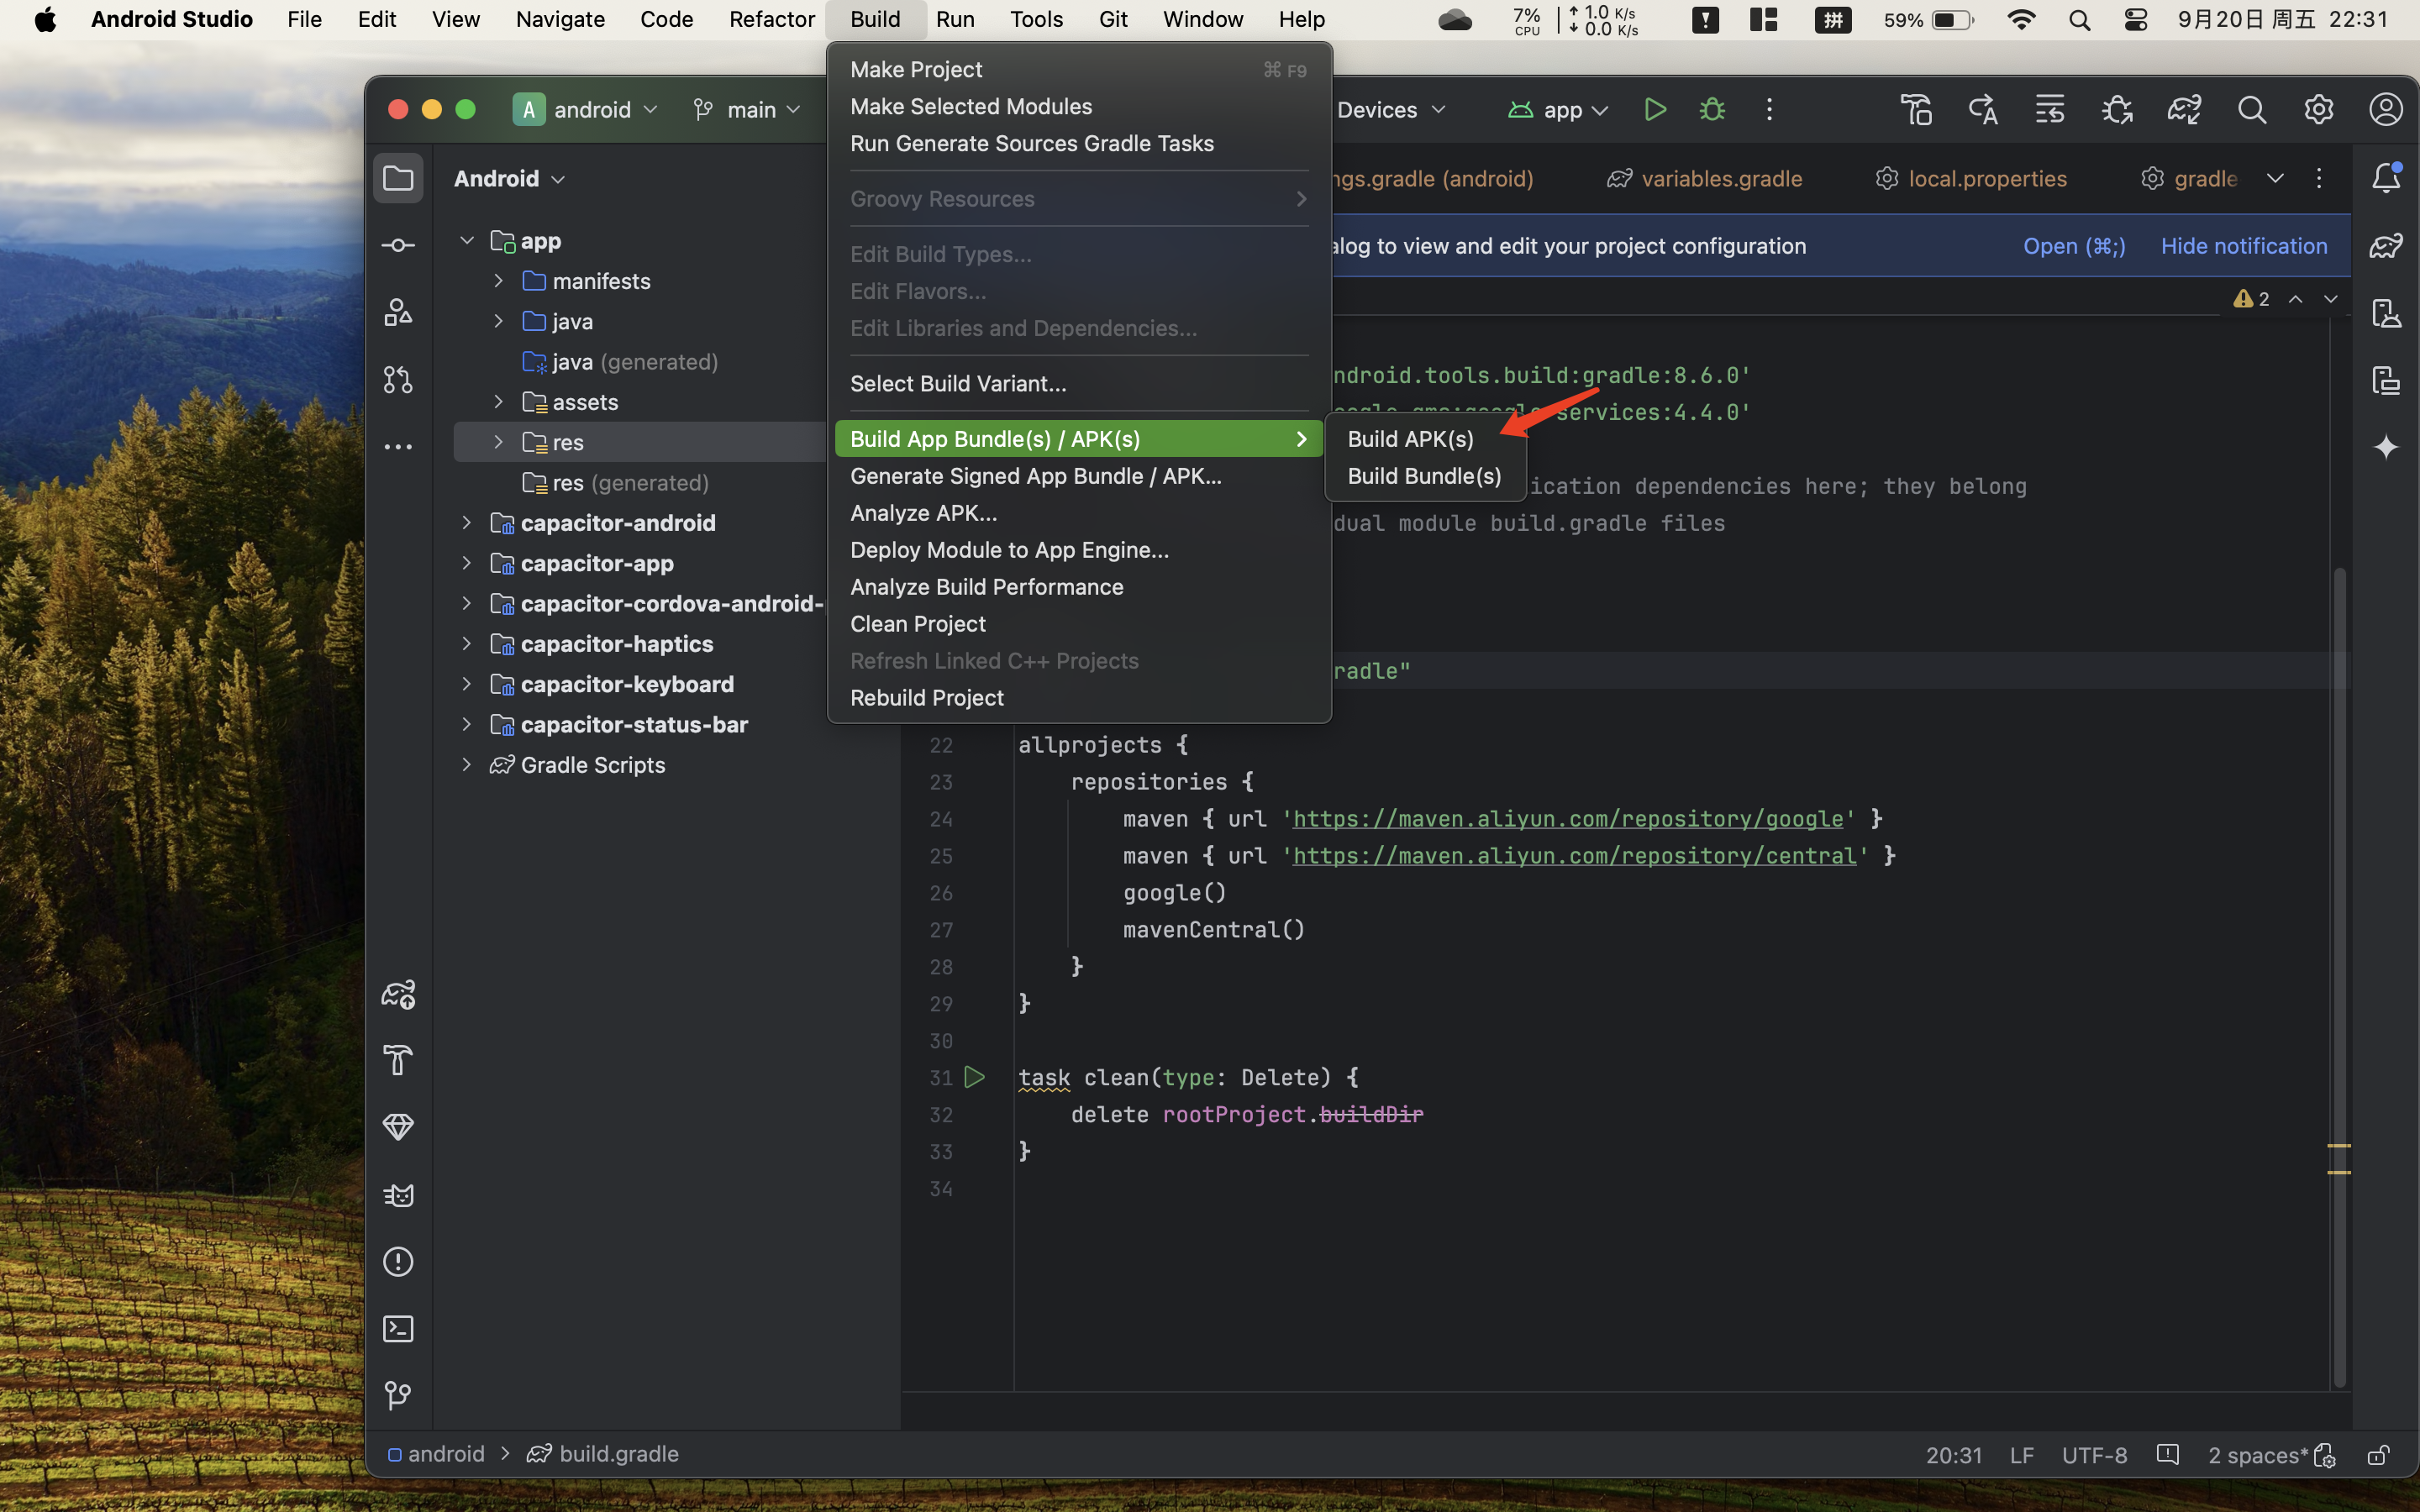 Android Studio File Edit View Navigate Code Refactor Build Run Tools Git Window Help 7% CPU 1.0 K/s 0.0 K/s 拼 59% 9月20日 周五 22:31
A android main Devices app
Make Project ⌘ F9
Make Selected Modules
Run Generate Sources Gradle Tasks
Groovy Resources
Edit Build Types...
Edit Flavors...
Edit Libraries and Dependencies...
Select Build Variant...
Build App Bundle(s) / APK(s)
Generate Signed App Bundle / APK...
Analyze APK...
Deploy Module to App Engine...
Analyze Build Performance
Clean Project
Refresh Linked C++ Projects
Rebuild Project
Build APK(s)
Build Bundle(s)
Android
app
manifests
java
java (generated)
assets
res
res (generated)
capacitor-android
capacitor-app
capacitor-cordova-android-
capacitor-haptics
capacitor-keyboard
capacitor-status-bar
Gradle Scripts
ngs.gradle (android) variables.gradle local.properties gradle
alog to view and edit your project configuration Open (⌘;) Hide notification
2
ndroid.tools.build:gradle:8.6.0'
services:4.4.0'
ication dependencies here; they belong
dual module build.gradle files
radle"
22 allprojects {
23 repositories {
24 maven { url 'https://maven.aliyun.com/repository/google' }
25 maven { url 'https://maven.aliyun.com/repository/central' }
26 google()
27 mavenCentral()
28 }
29 }
30
31 task clean(type: Delete) {
32 delete rootProject.buildDir
33 }
34
android > build.gradle 20:31 LF UTF-8 2 spaces*